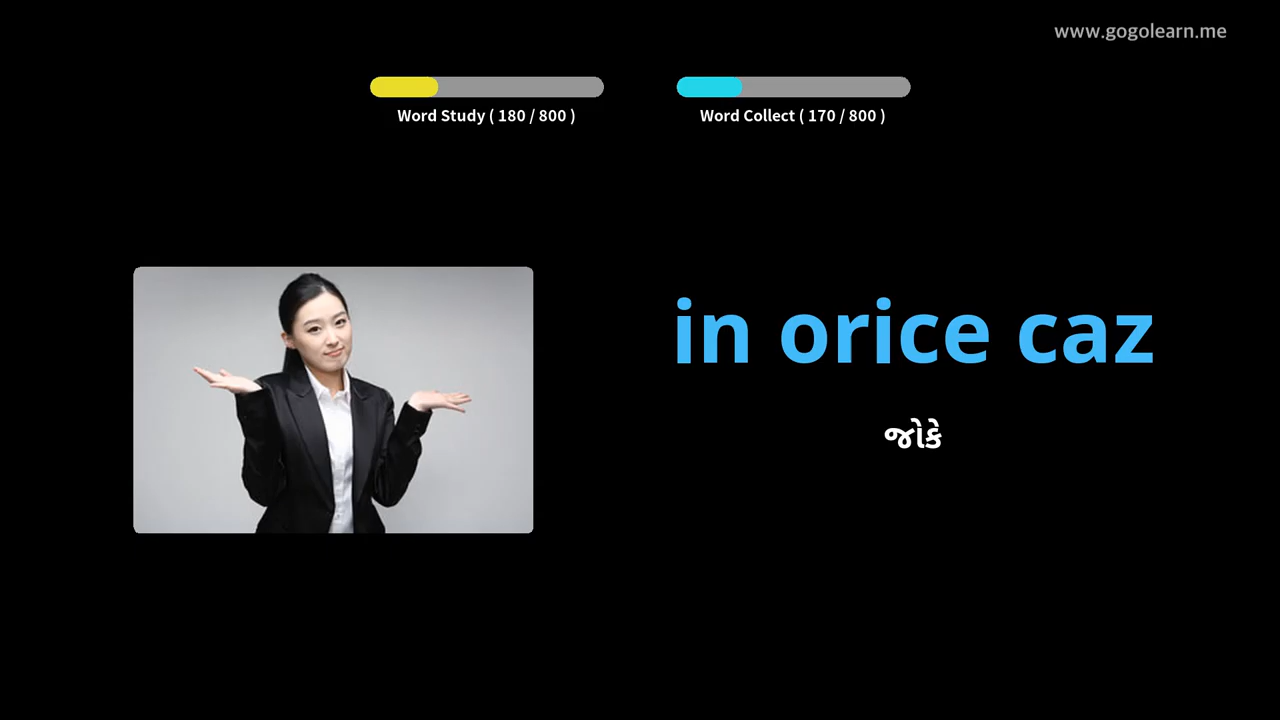 www.gogolearn.me
Word Study ( 180 / 800 )
Word Collect ( 170 / 800 )
in orice caz
જોકે